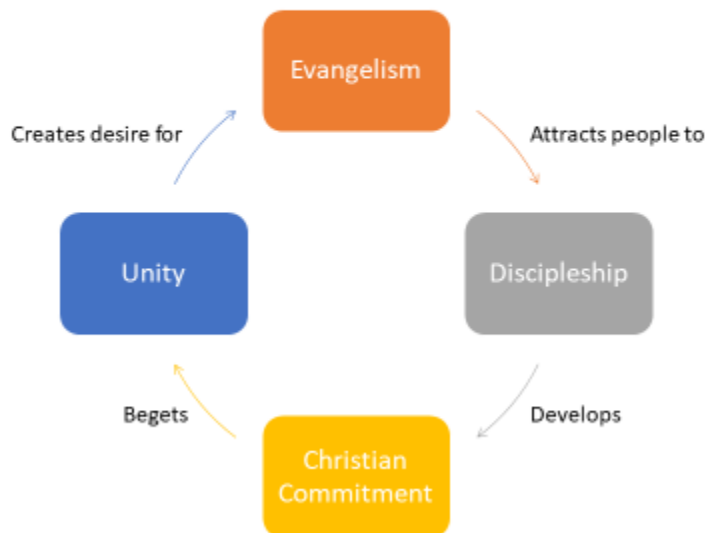 Evangelism
Creates desire for
Attracts people to
Unity
Discipleship
Begets
Develops
Christian
Commitment